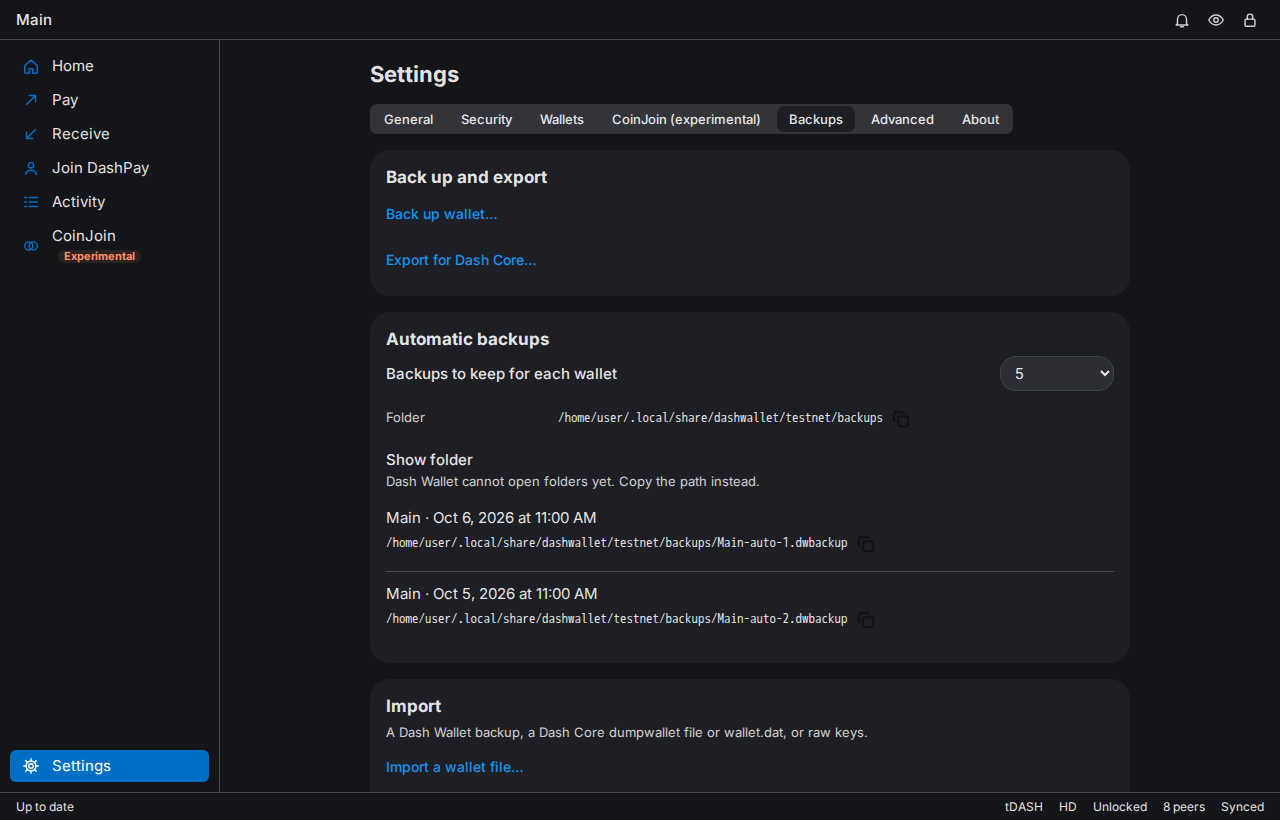 Main
Home
Pay
Receive
Join DashPay
Activity
CoinJoin
Experimental
Settings
Settings
General Security Wallets CoinJoin (experimental) Backups Advanced About
Back up and export
Back up wallet...
Export for Dash Core...
Automatic backups
Backups to keep for each wallet 5
Folder /home/user/.local/share/dashwallet/testnet/backups
Show folder
Dash Wallet cannot open folders yet. Copy the path instead.
Main · Oct 6, 2026 at 11:00 AM
/home/user/.local/share/dashwallet/testnet/backups/Main-auto-1.dwbackup
Main · Oct 5, 2026 at 11:00 AM
/home/user/.local/share/dashwallet/testnet/backups/Main-auto-2.dwbackup
Import
A Dash Wallet backup, a Dash Core dumpwallet file or wallet.dat, or raw keys.
Import a wallet file...
Up to date tDASH HD Unlocked 8 peers Synced